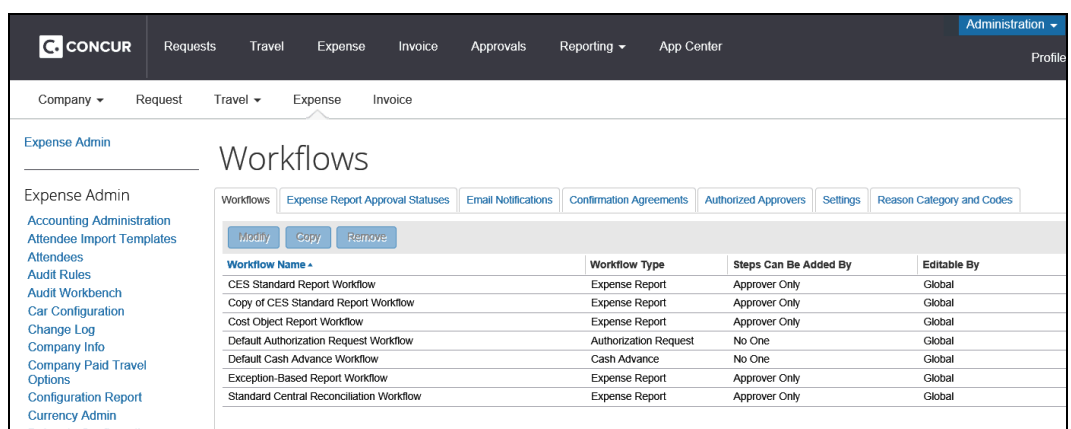 Administration
C. CONCUR Requests Travel Expense Invoice Approvals Reporting App Center
Profile
Company Request Travel Expense Invoice
Expense Admin
Workflows
Expense Admin
Workflows Expense Report Approval Statuses Email Notifications Confirmation Agreements Authorized Approvers Settings Reason Category and Codes
Accounting Administration
Attendee Import Templates
Attendees
Audit Rules
Audit Workbench
Car Configuration
Change Log
Company Info
Company Paid Travel
Options
Configuration Report
Currency Admin
Modify Copy Remove
Workflow Name Workflow Type Steps Can Be Added By Editable By
CES Standard Report Workflow Expense Report Approver Only Global
Copy of CES Standard Report Workflow Expense Report Approver Only Global
Cost Object Report Workflow Expense Report Approver Only Global
Default Authorization Request Workflow Authorization Request No One Global
Default Cash Advance Workflow Cash Advance No One Global
Exception-Based Report Workflow Expense Report Approver Only Global
Standard Central Reconciliation Workflow Expense Report Approver Only Global